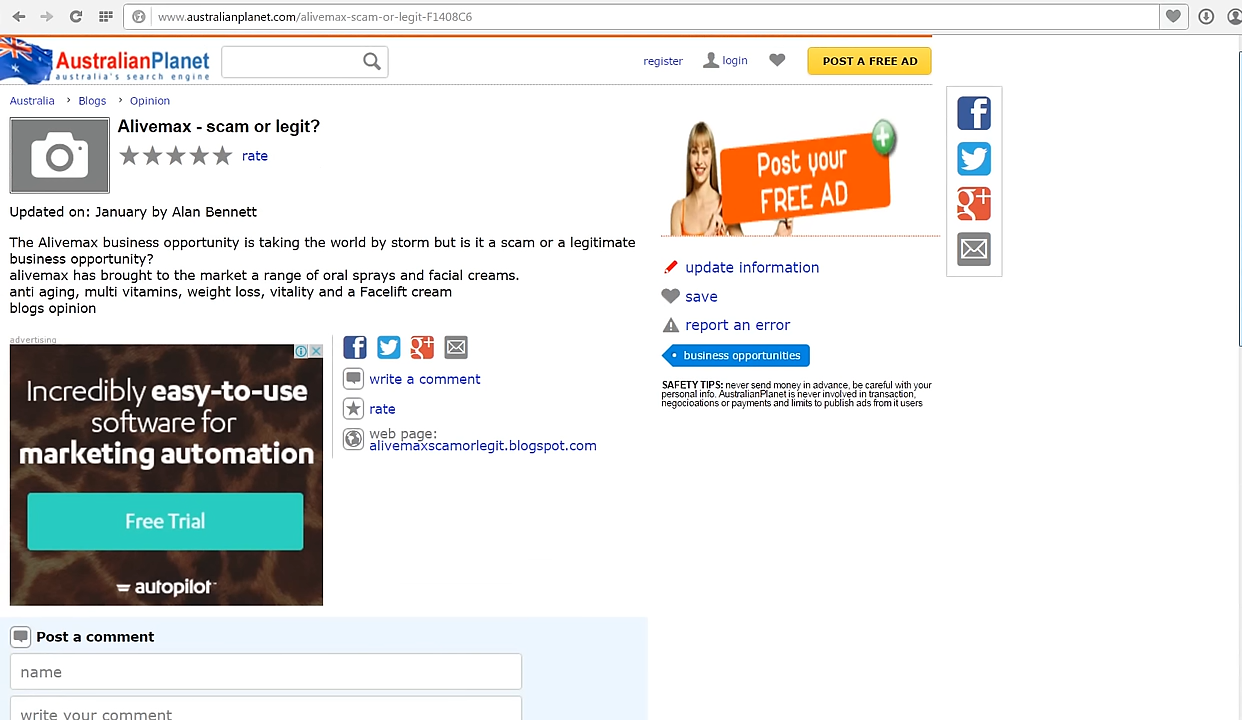 www.australianplanet.com/alivemax-scam-or-legit-F1408C6
AustralianPlanet
australia's search engine
register
login
POST A FREE AD
Australia › Blogs › Opinion
Alivemax - scam or legit?
rate
Updated on: January by Alan Bennett
The Alivemax business opportunity is taking the world by storm but is it a scam or a legitimate
business opportunity?
alivemax has brought to the market a range of oral sprays and facial creams.
anti aging, multi vitamins, weight loss, vitality and a Facelift cream
blogs opinion
advertising
Incredibly easy-to-use
software for
marketing automation
Free Trial
autopilot
write a comment
rate
web page:
alivemaxscamorlegit.blogspot.com
Post your
FREE AD
update information
save
report an error
business opportunities
SAFETY TIPS: never send money in advance, be careful with your
personal info, AustralianPlanet is never involved in transaction,
negocioations or payments and limits to publish ads from it users
Post a comment
name
write your comment